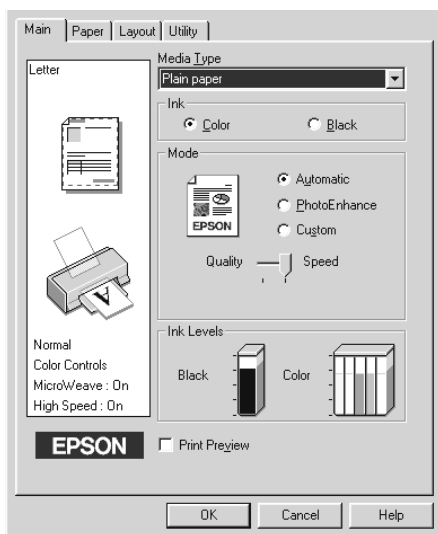 Main Paper Layout Utility
Letter
Media Type
Plain paper
Ink
Color Black
Mode
EPSON
Automatic
PhotoEnhance
Custom
Quality Speed
A
Normal
Color Controls
MicroWeave : On
High Speed : On
Ink Levels
Black Color
EPSON
Print Preview
OK Cancel Help